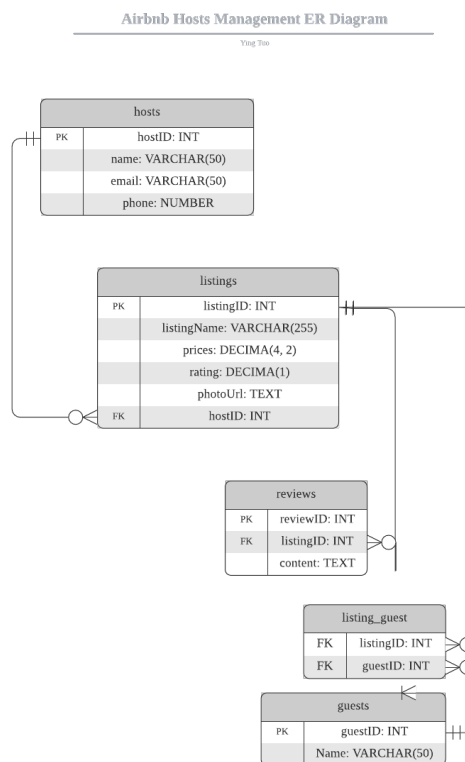 Airbnb Hosts Management ER Diagram
Ying Tuo
hosts
PK hostID: INT
name: VARCHAR(50)
email: VARCHAR(50)
phone: NUMBER
listings
PK listingID: INT
listingName: VARCHAR(255)
prices: DECIMA(4, 2)
rating: DECIMA(1)
photoUrl: TEXT
FK hostID: INT
reviews
PK reviewID: INT
FK listingID: INT
content: TEXT
listing_guest
FK listingID: INT
FK guestID: INT
guests
PK guestID: INT
Name: VARCHAR(50)